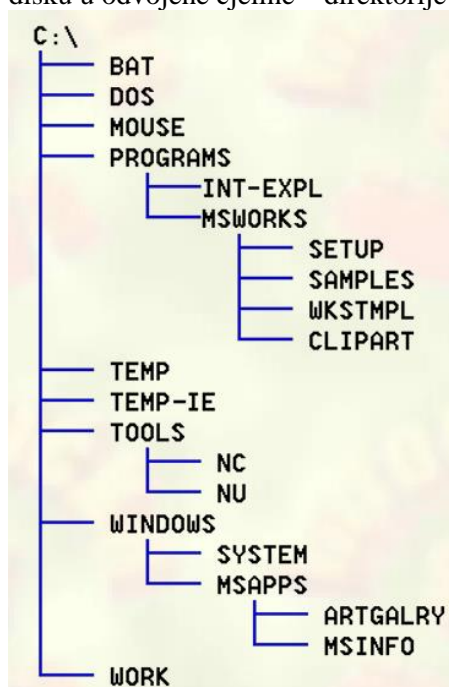 disku u odvojene cjeline – direktorije
C:\
BAT
DOS
MOUSE
PROGRAMS
INT-EXPL
MSWORKS
SETUP
SAMPLES
WKSTMPL
CLIPART
TEMP
TEMP-IE
TOOLS
NC
NU
WINDOWS
SYSTEM
MSAPPS
ARTGALRY
MSINFO
WORK